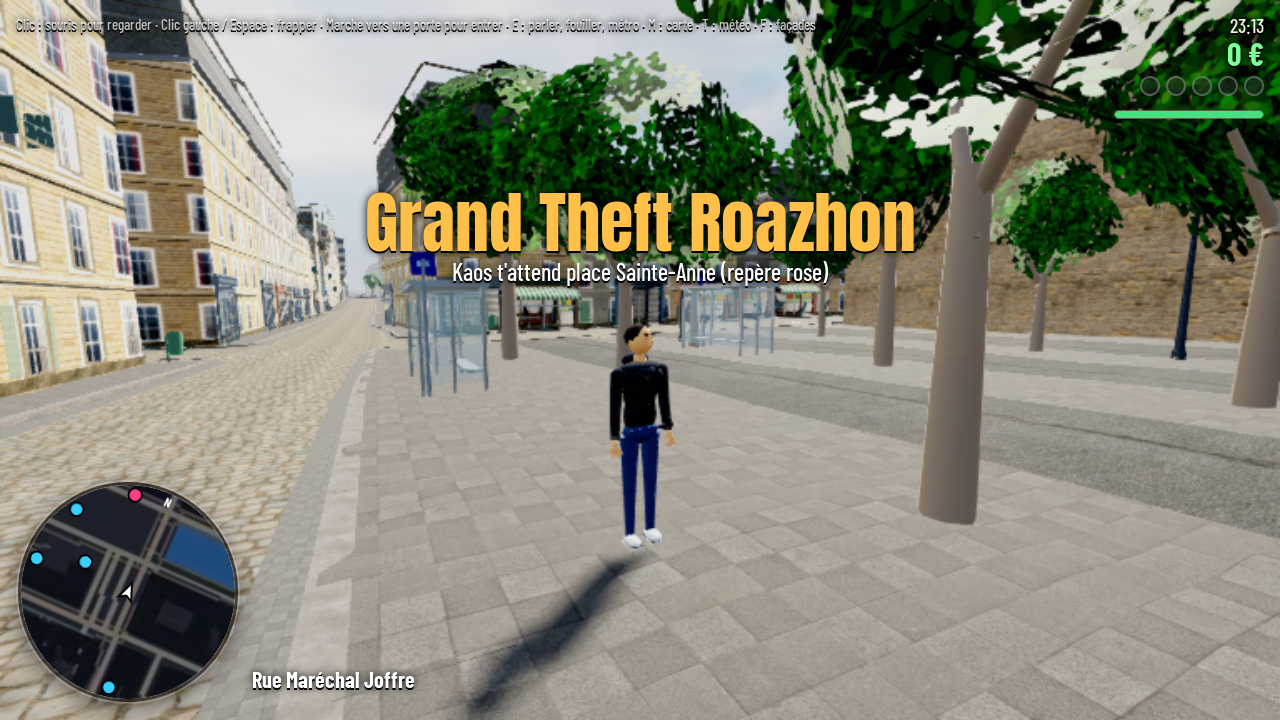 Clic : souris pour regarder · Clic gauche / Espace : frapper · Marche vers une porte pour entrer · E : parler, fouiller, métro · M : carte · T : météo · F : façades
23:13
0 €
Grand Theft Roazhon
Kaos t'attend place Sainte-Anne (repère rose)
N
Rue Maréchal Joffre